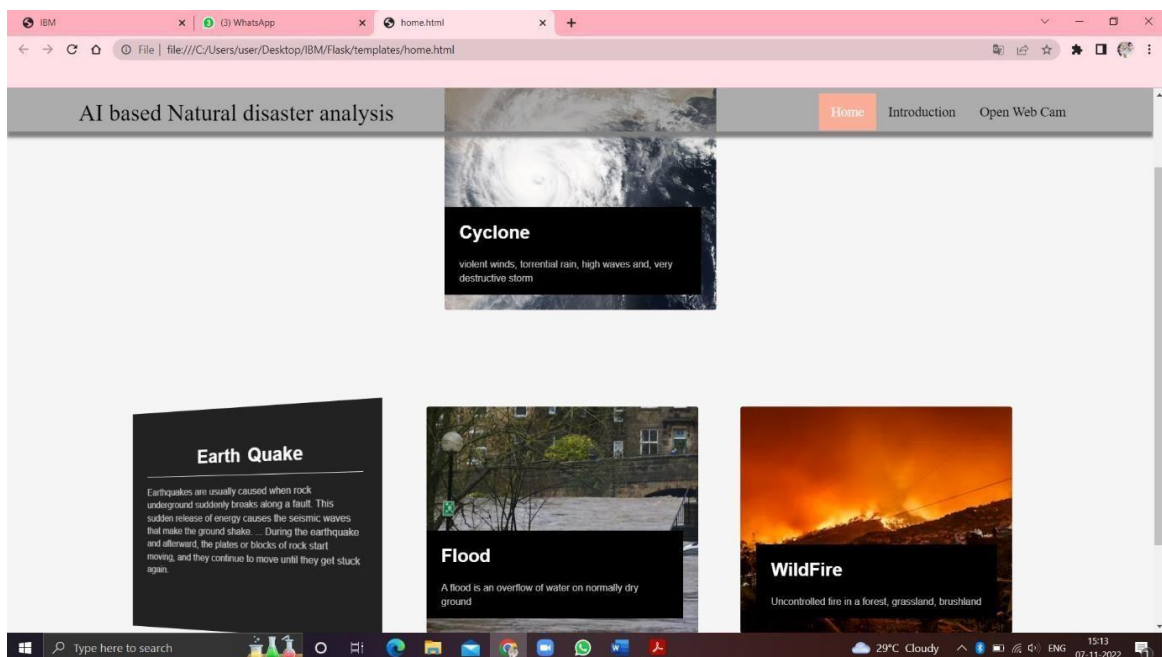 IBM
(3) WhatsApp
home.html
File | file:///C:/Users/user/Desktop/IBM/Flask/templates/home.html
AI based Natural disaster analysis
Home
Introduction
Open Web Cam
Cyclone
violent winds, torrential rain, high waves and, very
destructive storm
Earth Quake
Earthquakes are usually caused when rock
underground suddenly broaks along a fault. This
sudden release of energy causes the seismic waves
that make the ground shake. ... During the earthquake
and afterward, the plates or blocks of rock start
moving, and they continue to move until they get stuck
again.
Flood
A flood is an overflow of water on normally dry
ground
WildFire
Uncontrolled fire in a forest, grassland, brushland
Type here to search
29°C Cloudy
ENG
15:13
07-11-2022